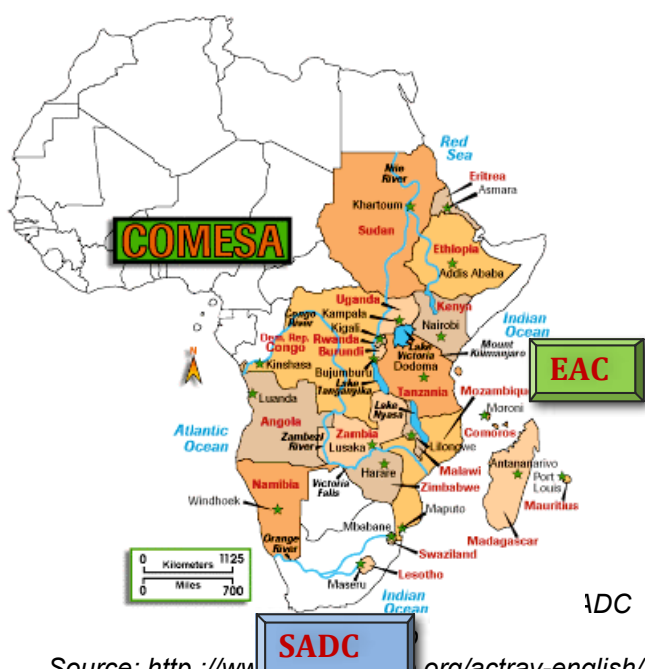 Red
Sea
Nile
River
Eritrea
Asmara
Khartoum
Sudan
COMESA
Ethiopia
Addis Ababa
Uganda
Kampala
Kenya
Congo
River
Kigali
Nairobi
Indian
Ocean
Dem. Rep.
Congo
Rwanda
Burundi
Lake
Victoria
Mount
Kilimanjaro
N
Kinshasa
Bujumburu
Dodoma
EAC
Lake
Tanganyika
Tanzania
Luanda
Mozambique
Lake
Nyasa
Moroni
Angola
Comoros
Atlantic
Ocean
Zambezi
River
Zambia
Lusaka
Lilongwe
Malawi
Antananarivo
Harare
Port
Louis
Namibia
Victoria
Falls
Zimbabwe
Mauritius
Windhoek
Mbabane
Maputo
Madagascar
Orange
River
Swaziland
0 Kilometers 1125
0 Miles 700
Maseru
Lesotho
Indian
Ocean
ADC
SADC
Source: http ://ww org/actrav-english/